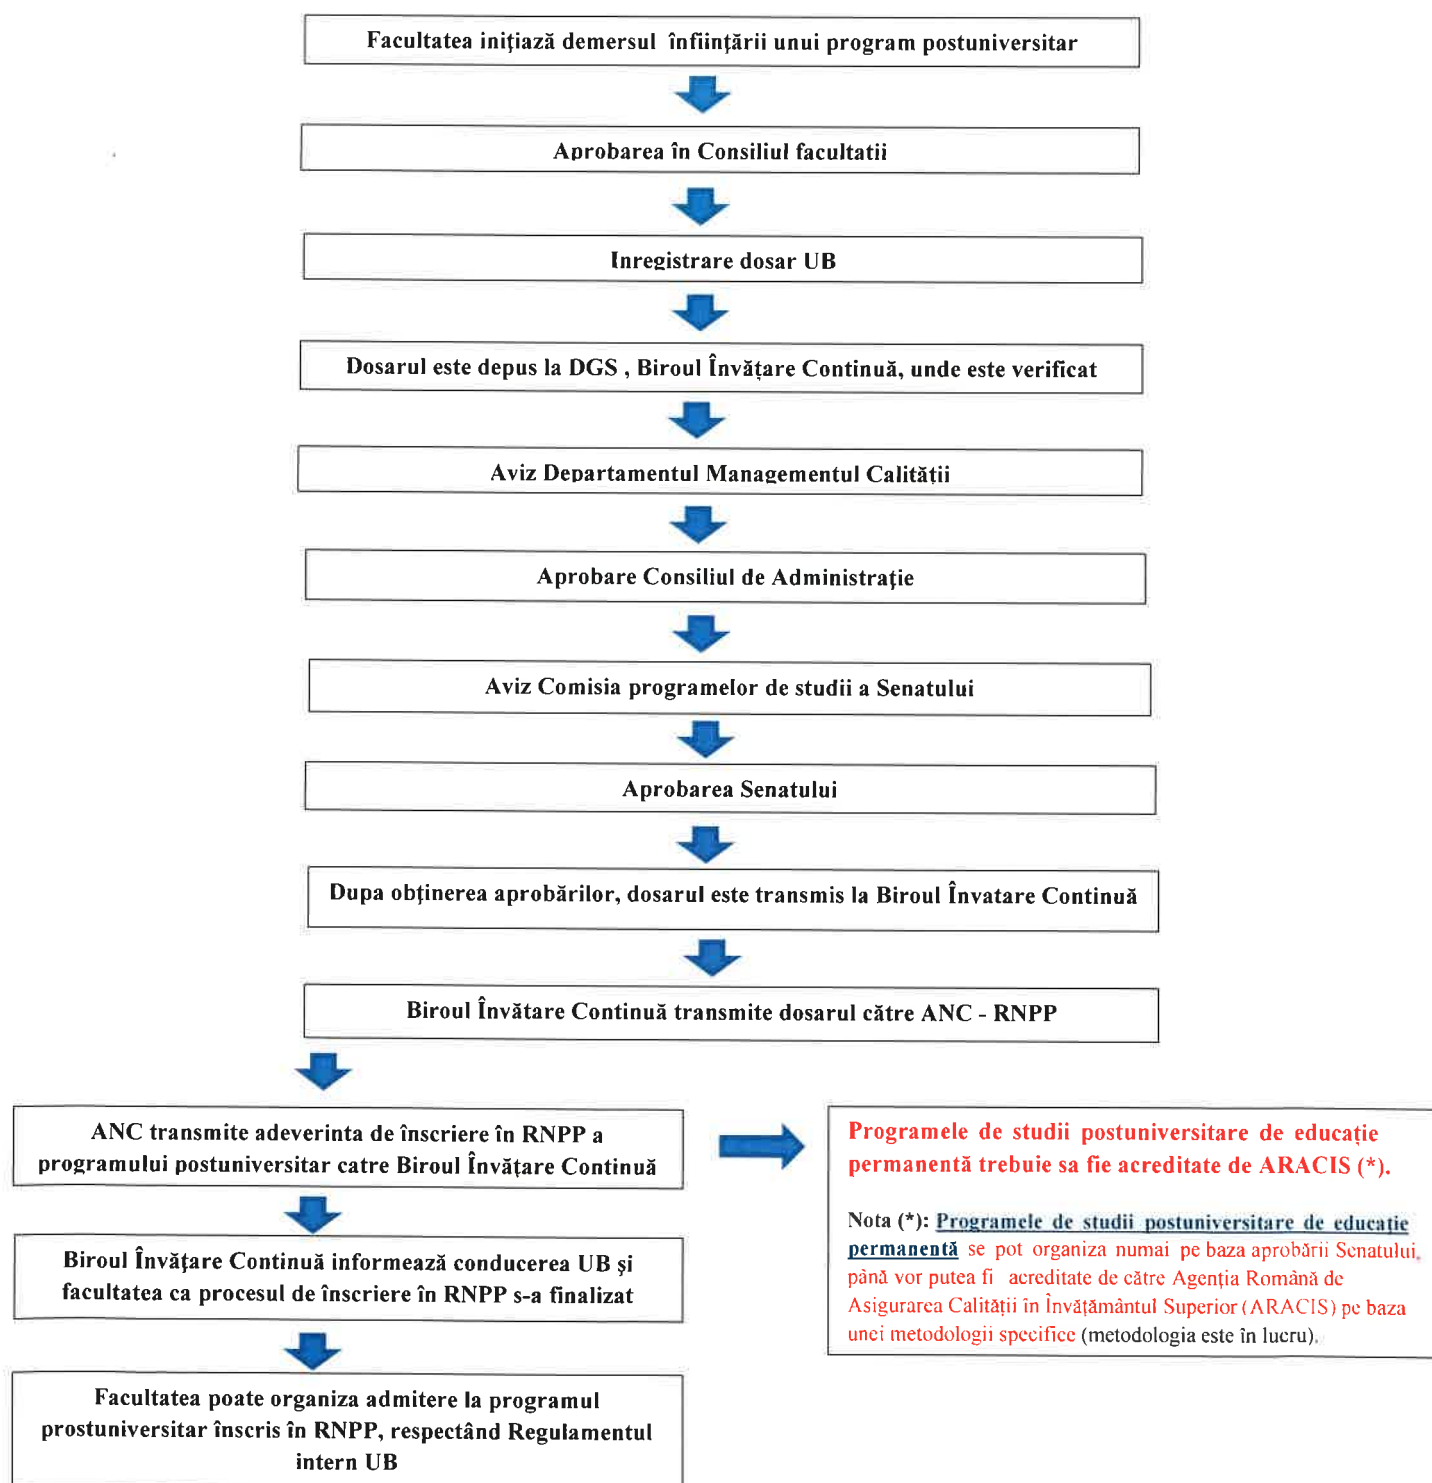 Facultatea inițiază demersul înființării unui program postuniversitar
Aprobarea în Consiliul facultatii
Inregistrare dosar UB
Dosarul este depus la DGS , Biroul Învățare Continuă, unde este verificat
Aviz Departamentul Managementul Calității
Aprobare Consiliul de Administrație
Aviz Comisia programelor de studii a Senatului
Aprobarea Senatului
Dupa obținerea aprobărilor, dosarul este transmis la Biroul Învatare Continuă
Biroul Învătare Continuă transmite dosarul către ANC - RNPP
ANC transmite adeverinta de înscriere în RNPP a
programului postuniversitar catre Biroul Învățare Continuă
Biroul Învățare Continuă informează conducerea UB și
facultatea ca procesul de înscriere în RNPP s-a finalizat
Facultatea poate organiza admitere la programul
prostuniversitar înscris în RNPP, respectând Regulamentul
intern UB
Programele de studii postuniversitare de educație
permanentă trebuie sa fie acreditate de ARACIS (*).
Nota (*): Programele de studii postuniversitare de educație
permanentă se pot organiza numai pe baza aprobării Senatului,
până vor putea fi acreditate de către Agenția Română de
Asigurarea Calității în Învățământul Superior (ARACIS) pe baza
unei metodologii specifice (metodologia este în lucru).